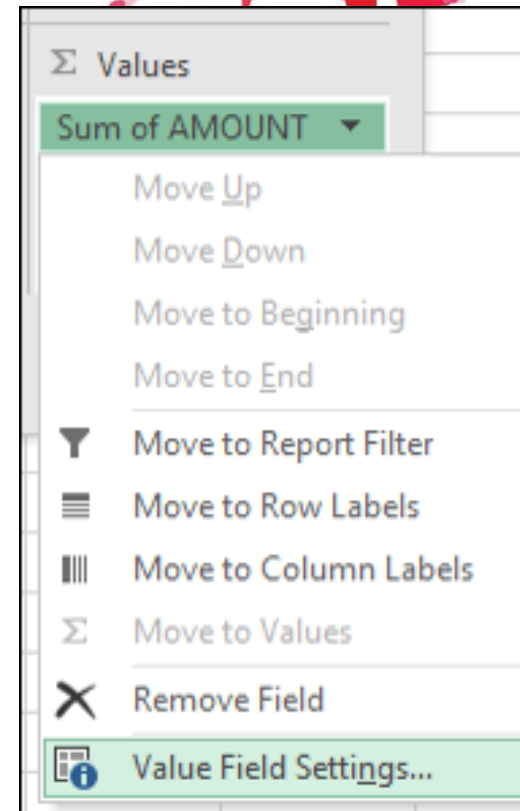 Σ Values
Sum of AMOUNT
Move Up
Move Down
Move to Beginning
Move to End
Move to Report Filter
Move to Row Labels
Move to Column Labels
Σ Move to Values
Remove Field
Value Field Settings...